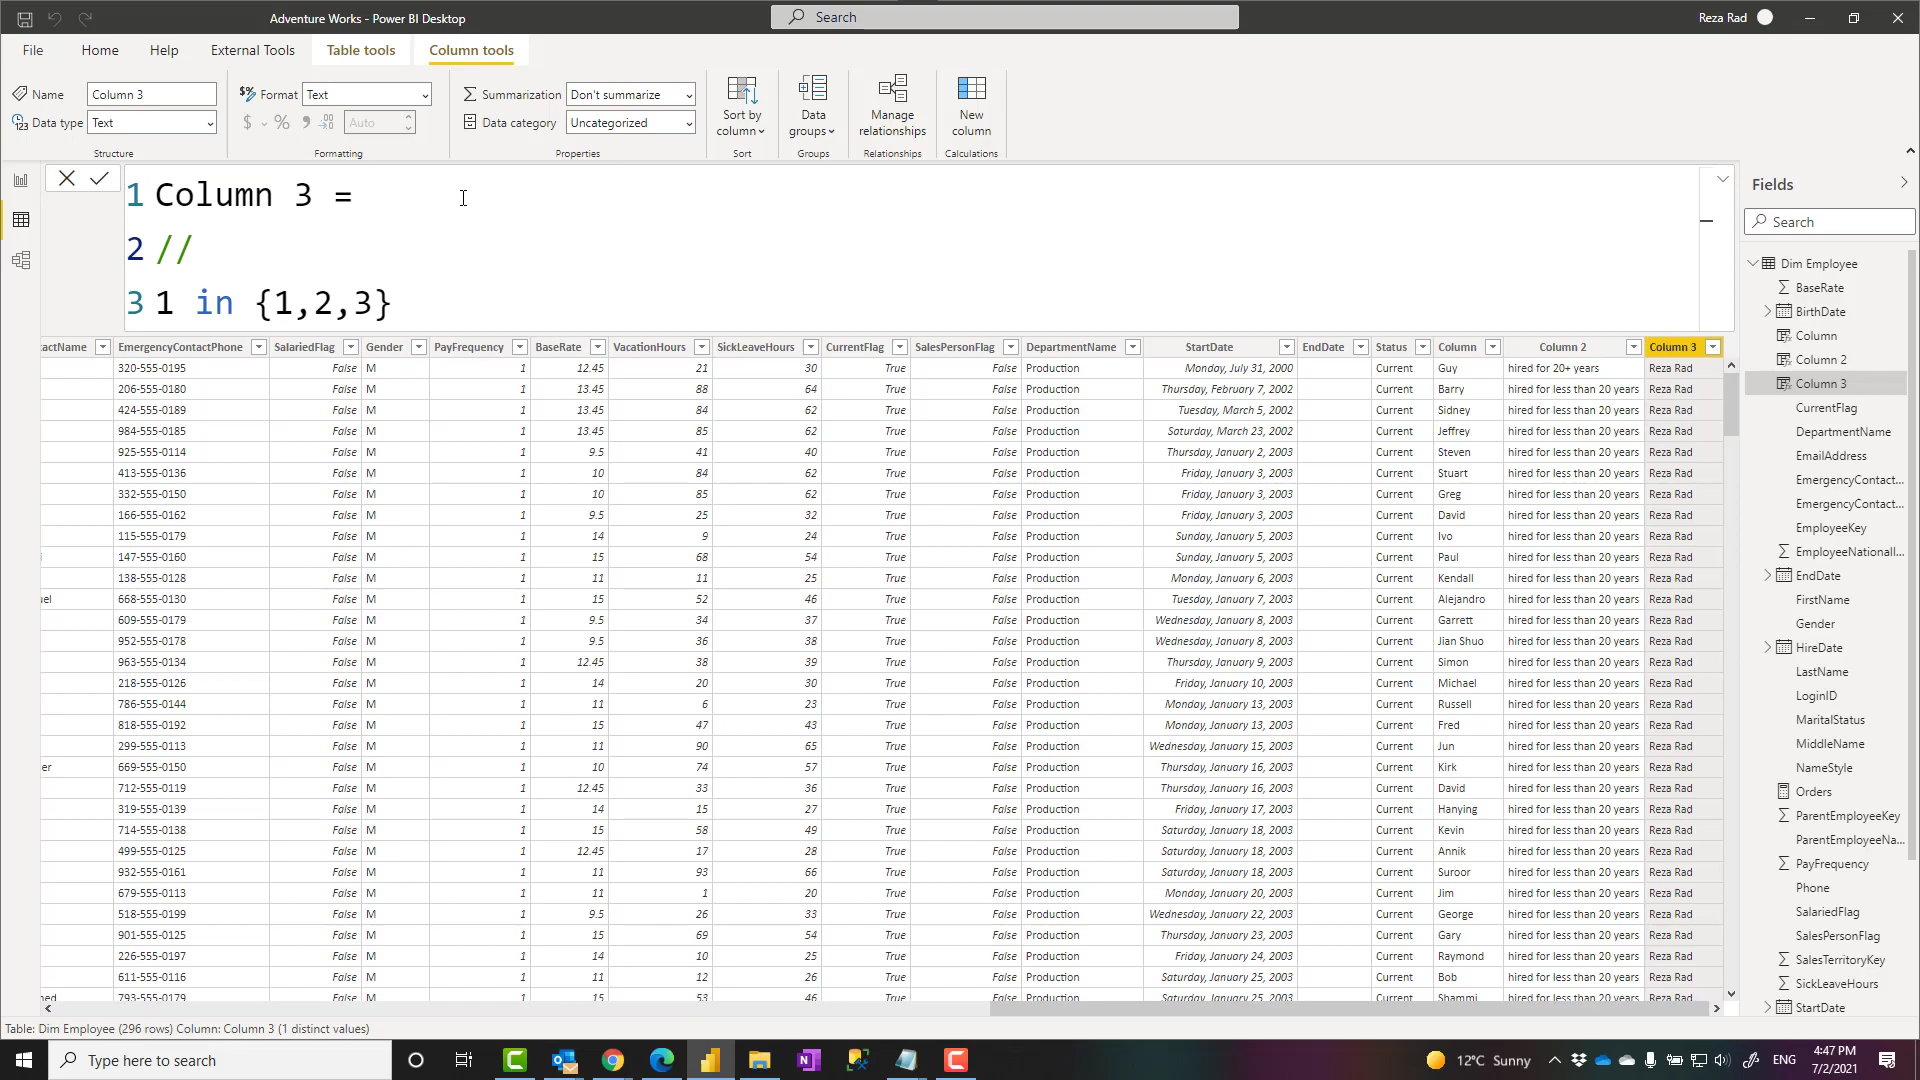 Adventure Works - Power BI Desktop
Search
Reza Rad
File Home Help External Tools Table tools Column tools
Name Column 3
Data type Text
Structure
Format Text
$ % Auto
Formatting
Summarization Don't summarize
Data category Uncategorized
Properties
Sort by column
Sort
Data groups
Groups
Manage relationships
Relationships
New column
Calculations
1 Column 3 =
2 //
3 1 in {1,2,3}
actName EmergencyContactPhone SalariedFlag Gender PayFrequency BaseRate VacationHours SickLeaveHours CurrentFlag SalesPersonFlag DepartmentName StartDate EndDate Status Column Column 2 Column 3
320-555-0195 False M 1 12.45 21 30 True False Production Monday, July 31, 2000 Current Guy hired for 20+ years Reza Rad
206-555-0180 False M 1 13.45 88 64 True False Production Thursday, February 7, 2002 Current Barry hired for less than 20 years Reza Rad
424-555-0189 False M 1 13.45 84 62 True False Production Tuesday, March 5, 2002 Current Sidney hired for less than 20 years Reza Rad
984-555-0185 False M 1 13.45 85 62 True False Production Saturday, March 23, 2002 Current Jeffrey hired for less than 20 years Reza Rad
925-555-0114 False M 1 9.5 41 40 True False Production Thursday, January 2, 2003 Current Steven hired for less than 20 years Reza Rad
413-555-0136 False M 1 10 84 62 True False Production Friday, January 3, 2003 Current Stuart hired for less than 20 years Reza Rad
332-555-0150 False M 1 10 85 62 True False Production Friday, January 3, 2003 Current Greg hired for less than 20 years Reza Rad
166-555-0162 False M 1 9.5 25 32 True False Production Friday, January 3, 2003 Current David hired for less than 20 years Reza Rad
115-555-0179 False M 1 14 9 24 True False Production Sunday, January 5, 2003 Current Ivo hired for less than 20 years Reza Rad
i 147-555-0160 False M 1 15 68 54 True False Production Sunday, January 5, 2003 Current Paul hired for less than 20 years Reza Rad
138-555-0128 False M 1 11 11 25 True False Production Monday, January 6, 2003 Current Kendall hired for less than 20 years Reza Rad
uel 668-555-0130 False M 1 15 52 46 True False Production Tuesday, January 7, 2003 Current Alejandro hired for less than 20 years Reza Rad
609-555-0179 False M 1 9.5 34 37 True False Production Wednesday, January 8, 2003 Current Garrett hired for less than 20 years Reza Rad
952-555-0178 False M 1 9.5 36 38 True False Production Wednesday, January 8, 2003 Current Jian Shuo hired for less than 20 years Reza Rad
963-555-0134 False M 1 12.45 38 39 True False Production Thursday, January 9, 2003 Current Simon hired for less than 20 years Reza Rad
218-555-0126 False M 1 14 20 30 True False Production Friday, January 10, 2003 Current Michael hired for less than 20 years Reza Rad
786-555-0144 False M 1 11 6 23 True False Production Monday, January 13, 2003 Current Russell hired for less than 20 years Reza Rad
818-555-0192 False M 1 15 47 43 True False Production Monday, January 13, 2003 Current Fred hired for less than 20 years Reza Rad
299-555-0113 False M 1 11 90 65 True False Production Wednesday, January 15, 2003 Current Jun hired for less than 20 years Reza Rad
er 669-555-0150 False M 1 10 74 57 True False Production Thursday, January 16, 2003 Current Kirk hired for less than 20 years Reza Rad
712-555-0119 False M 1 12.45 33 36 True False Production Thursday, January 16, 2003 Current David hired for less than 20 years Reza Rad
319-555-0139 False M 1 14 15 27 True False Production Friday, January 17, 2003 Current Hanying hired for less than 20 years Reza Rad
714-555-0138 False M 1 15 58 49 True False Production Saturday, January 18, 2003 Current Kevin hired for less than 20 years Reza Rad
499-555-0125 False M 1 12.45 17 28 True False Production Saturday, January 18, 2003 Current Annik hired for less than 20 years Reza Rad
932-555-0161 False M 1 11 93 66 True False Production Saturday, January 18, 2003 Current Suroor hired for less than 20 years Reza Rad
679-555-0113 False M 1 11 1 20 True False Production Monday, January 20, 2003 Current Jim hired for less than 20 years Reza Rad
518-555-0199 False M 1 9.5 26 33 True False Production Wednesday, January 22, 2003 Current George hired for less than 20 years Reza Rad
901-555-0125 False M 1 15 69 54 True False Production Thursday, January 23, 2003 Current Gary hired for less than 20 years Reza Rad
226-555-0197 False M 1 14 10 25 True False Production Friday, January 24, 2003 Current Raymond hired for less than 20 years Reza Rad
611-555-0116 False M 1 11 12 26 True False Production Saturday, January 25, 2003 Current Bob hired for less than 20 years Reza Rad
ned 793-555-0179 False M 1 15 53 46 True False Production Saturday, January 25, 2003 Current Shammi hired for less than 20 years Reza Rad
Table: Dim Employee (296 rows) Column: Column 3 (1 distinct values)
Fields
Search
Dim Employee
BaseRate
BirthDate
Column
Column 2
Column 3
CurrentFlag
DepartmentName
EmailAddress
EmergencyContact...
EmergencyContact...
EmployeeKey
EmployeeNationalI...
EndDate
FirstName
Gender
HireDate
LastName
LoginID
MaritalStatus
MiddleName
NameStyle
Orders
ParentEmployeeKey
ParentEmployeeNa...
PayFrequency
Phone
SalariedFlag
SalesPersonFlag
SalesTerritoryKey
SickLeaveHours
StartDate
Type here to search
12°C Sunny
ENG
4:47 PM
7/2/2021